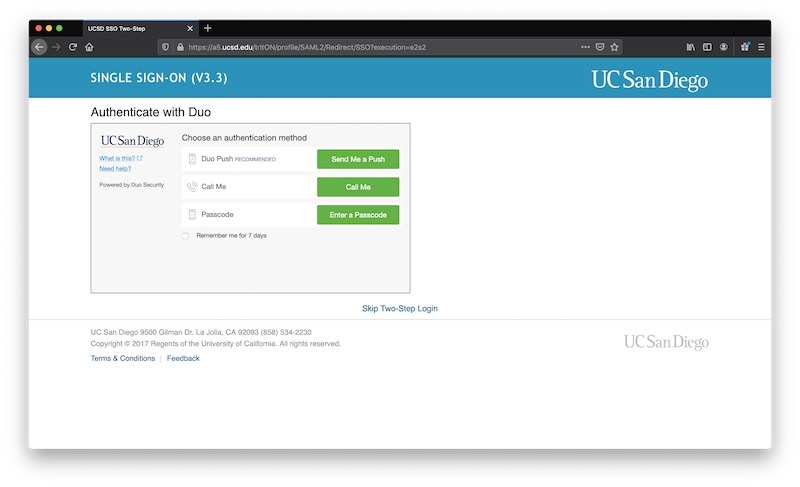 UCSD SSO Two-Step
https://a5.ucsd.edu/tritON/profile/SAML2/Redirect/SSO?execution=e2s2
SINGLE SIGN-ON (V3.3)
UC San Diego
Authenticate with Duo
UC San Diego
What is this?
Need help?
Powered by Duo Security
Choose an authentication method
Duo Push RECOMMENDED
Send Me a Push
Call Me
Call Me
Passcode
Enter a Passcode
Remember me for 7 days
Skip Two-Step Login
UC San Diego 9500 Gilman Dr. La Jolla, CA 92093 (858) 534-2230
Copyright © 2017 Regents of the University of California. All rights reserved.
Terms & Conditions
Feedback
UC San Diego